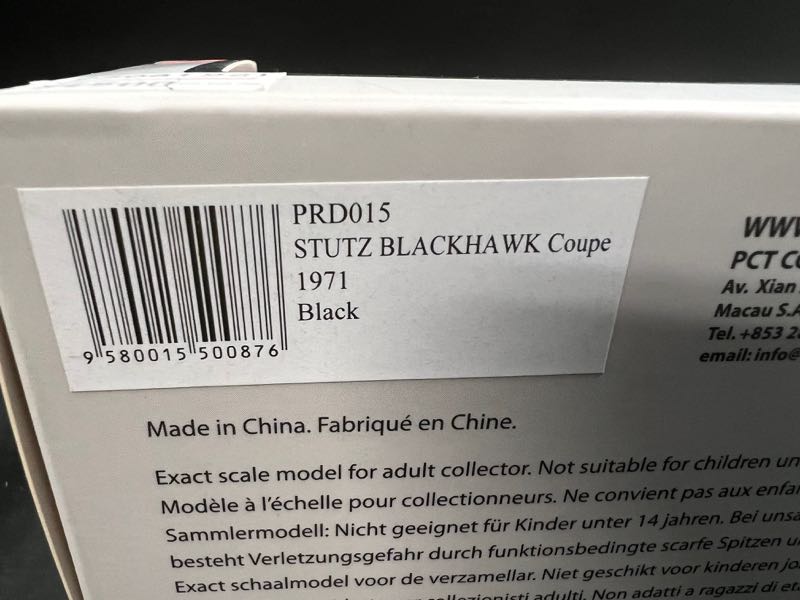 PRD015
STUTZ BLACKHAWK Coupe
1971
Black
9 580015 500876
WWW
PCT CO
Av. Xian
Macau S.A
Tel. +853 28
email: info@
Made in China. Fabriqué en Chine.
Exact scale model for adult collector. Not suitable for children un
Modèle à l'échelle pour collectionneurs. Ne convient pas aux enfan
Sammlermodell: Nicht geeignet für Kinder unter 14 jahren. Bei unsa
besteht Verletzungsgefahr durch funktionsbedingte scarfe Spitzen u
Exact schaalmodel voor de verzamellar. Niet geschikt voor kinderen jo
collezionisti adulti. Non adatti a ragazzi di et